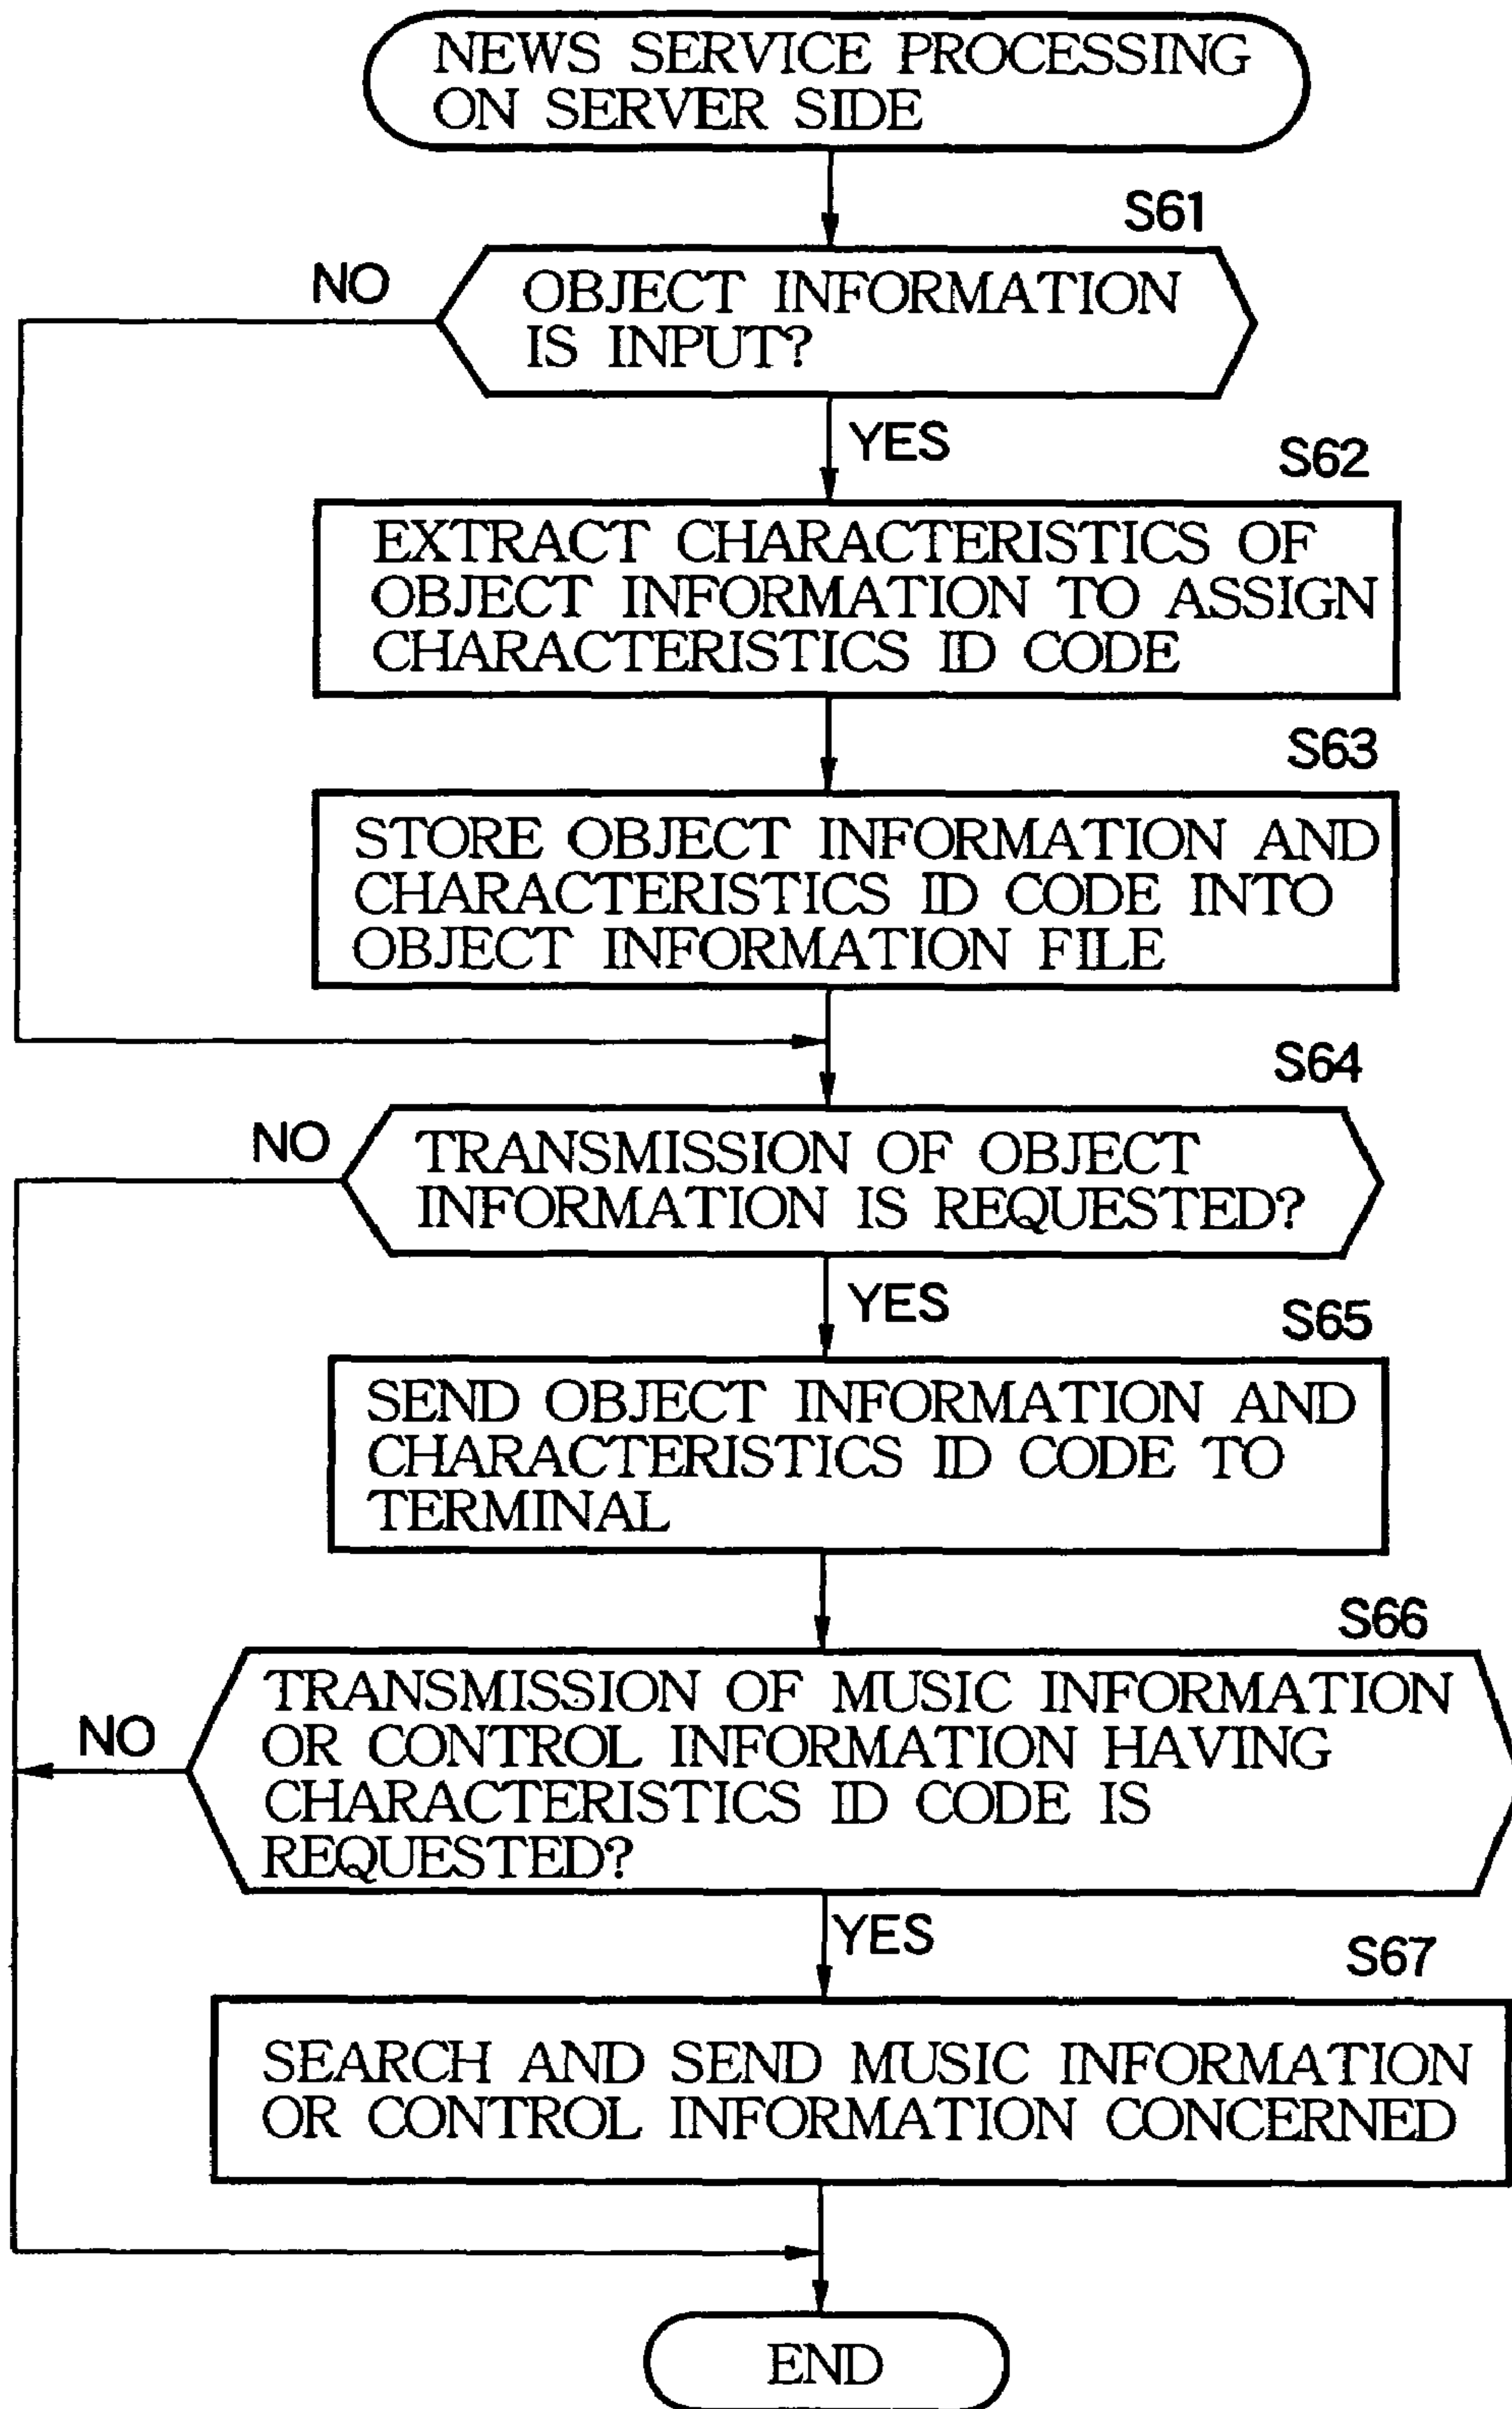 NEWS SERVICE PROCESSING
ON SERVER SIDE
S61
NO
OBJECT INFORMATION
IS INPUT?
YES
S62
EXTRACT CHARACTERISTICS OF
OBJECT INFORMATION TO ASSIGN
CHARACTERISTICS ID CODE
S63
STORE OBJECT INFORMATION AND
CHARACTERISTICS ID CODE INTO
OBJECT INFORMATION FILE
S64
NO
TRANSMISSION OF OBJECT
INFORMATION IS REQUESTED?
YES
S65
SEND OBJECT INFORMATION AND
CHARACTERISTICS ID CODE TO
TERMINAL
S66
NO
TRANSMISSION OF MUSIC INFORMATION
OR CONTROL INFORMATION HAVING
CHARACTERISTICS ID CODE IS
REQUESTED?
YES
S67
SEARCH AND SEND MUSIC INFORMATION
OR CONTROL INFORMATION CONCERNED
END